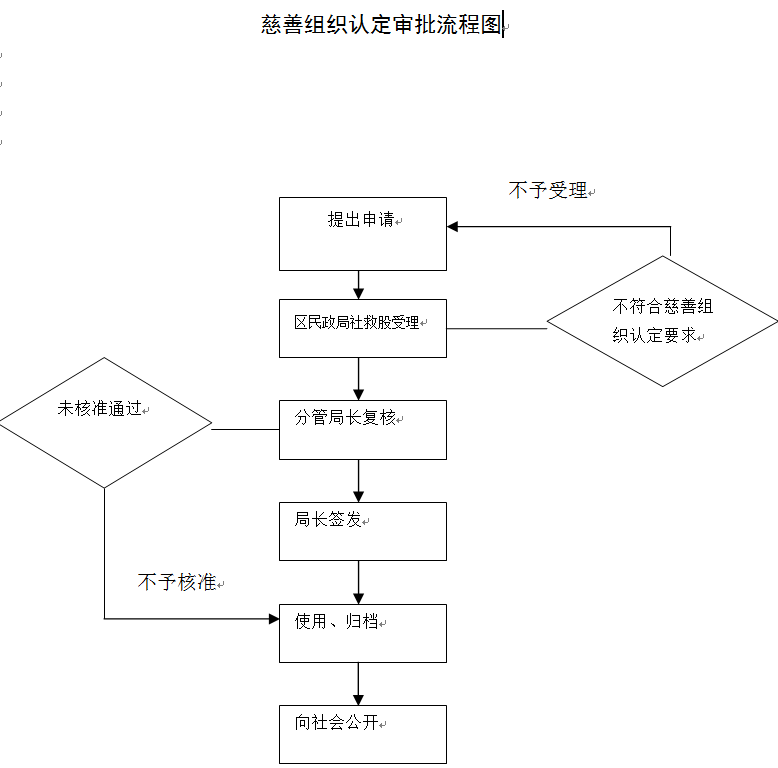 慈善组织认定审批流程图
不予受理
提出申请
不符合慈善组
织认定要求
区民政局社救股受理
未核准通过
分管局长复核
局长签发
不予核准
使用、归档
向社会公开